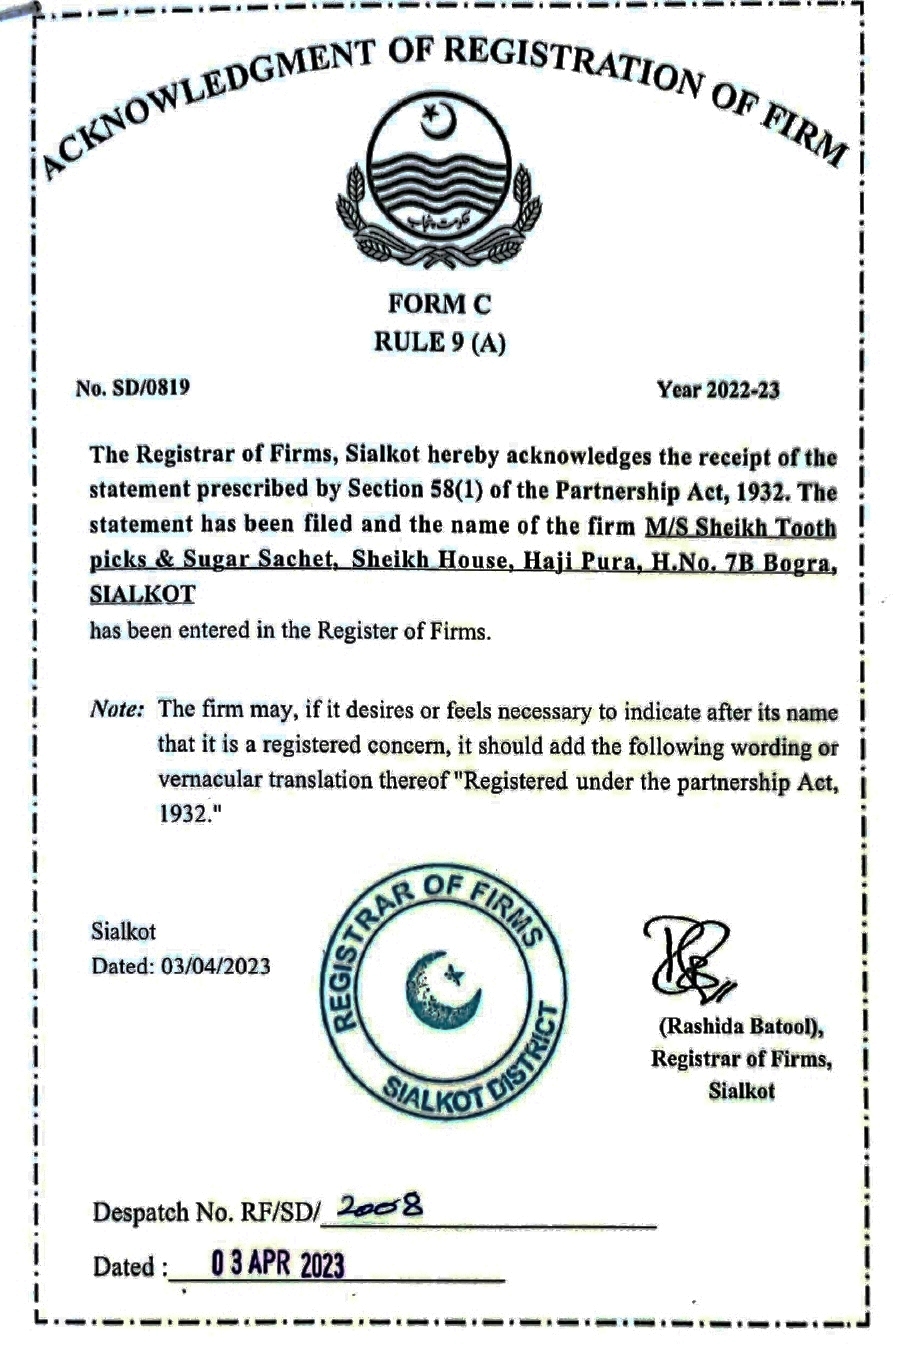 ACKNOWLEDGMENT OF REGISTRATION OF FIRM
حکومت پنجاب
FORM C
RULE 9 (A)
No. SD/0819 Year 2022-23
The Registrar of Firms, Sialkot hereby acknowledges the receipt of the
statement prescribed by Section 58(1) of the Partnership Act, 1932. The
statement has been filed and the name of the firm M/S Sheikh Tooth
picks & Sugar Sachet, Sheikh House, Haji Pura, H.No. 7B Bogra,
SIALKOT
has been entered in the Register of Firms.
Note: The firm may, if it desires or feels necessary to indicate after its name
that it is a registered concern, it should add the following wording or
vernacular translation thereof "Registered under the partnership Act,
1932."
REGISTRAR OF FIRMS
SIALKOT DISTRICT
Sialkot
Dated: 03/04/2023
(Rashida Batool),
Registrar of Firms,
Sialkot
Despatch No. RF/SD/ 2008
Dated : 03 APR 2023